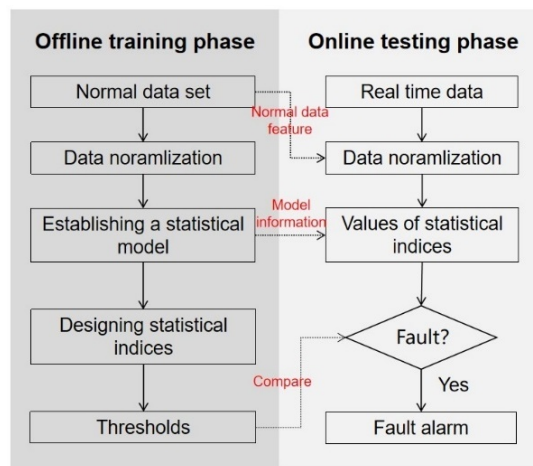 Offline training phase
Normal data set
Data noramlization
Establishing a statistical
model
Designing statistical
indices
Thresholds
Normal data
feature
Model
information
Compare
Online testing phase
Real time data
Data noramlization
Values of statistical
indices
Fault?
Yes
Fault alarm